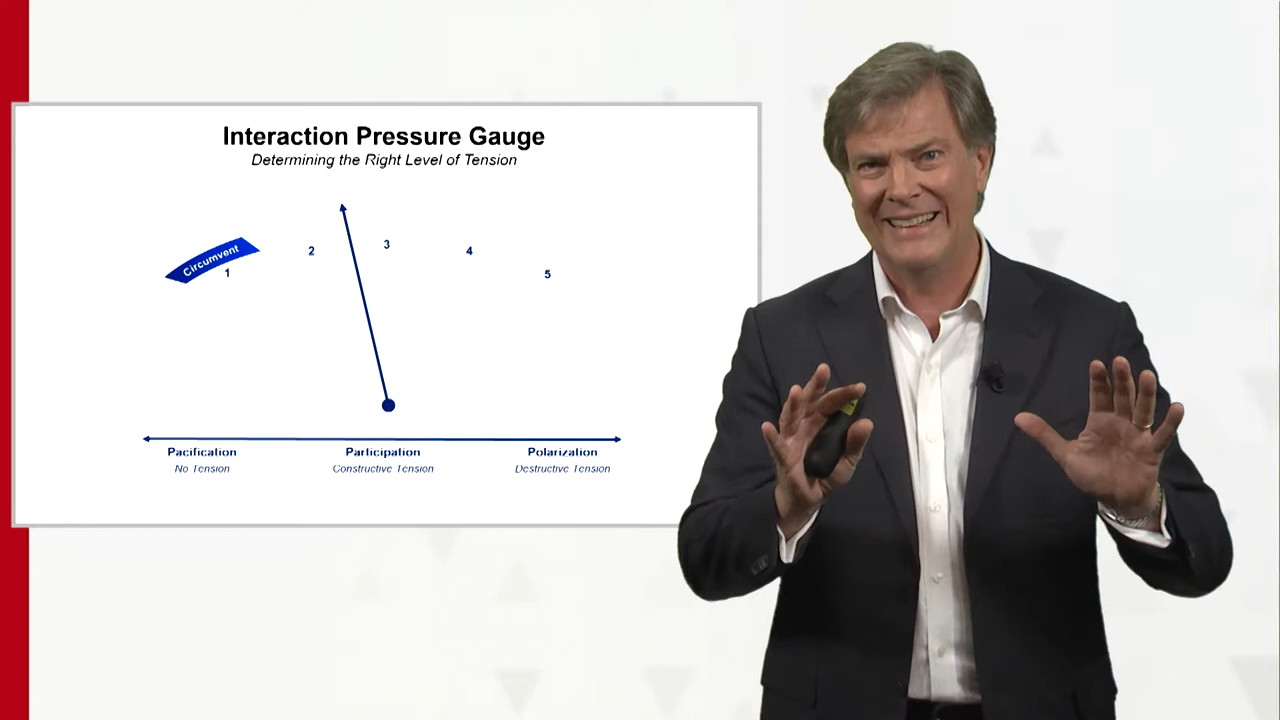 Interaction Pressure Gauge
Determining the Right Level of Tension
Circumvent
1
2
3
4
5
Pacification
No Tension
Participation
Constructive Tension
Polarization
Destructive Tension